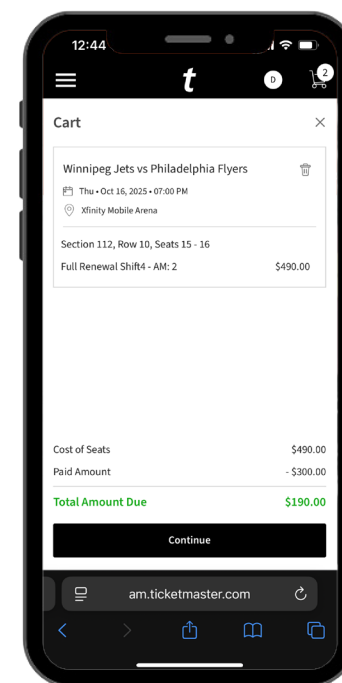 12:44
t
D
2
Cart
Winnipeg Jets vs Philadelphia Flyers
Thu • Oct 16, 2025 • 07:00 PM
Xfinity Mobile Arena
Section 112, Row 10, Seats 15 - 16
Full Renewal Shift4 - AM: 2 $490.00
Cost of Seats $490.00
Paid Amount - $300.00
Total Amount Due $190.00
Continue
am.ticketmaster.com